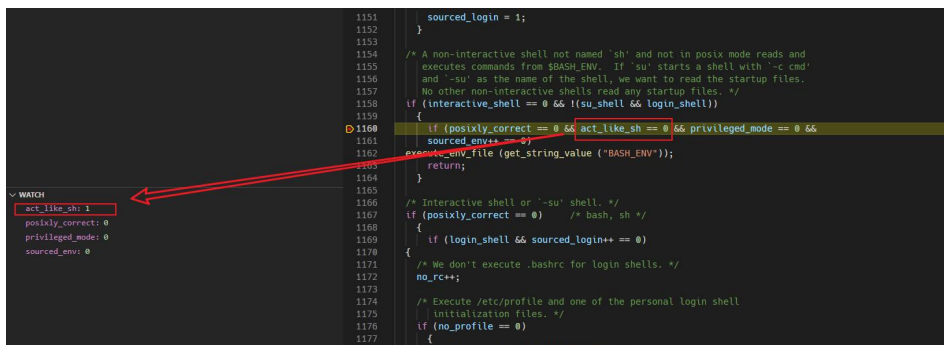 1151 sourced_login = 1;
1152 }
1153
1154 /* A non-interactive shell not named `sh' and not in posix mode reads and
1155 executes commands from $BASH_ENV. If `su' starts a shell with `-c cmd'
1156 and `-su' as the name of the shell, we want to read the startup files.
1157 No other non-interactive shells read any startup files. */
1158 if (interactive_shell == 0 && !(su_shell && login_shell))
1159 {
1160 if (posixly_correct == 0 && act_like_sh == 0 && privileged_mode == 0 &&
1161 sourced_env++ == 0)
1162 execute_env_file (get_string_value ("BASH_ENV"));
1163 return;
1164 }
1165
1166 /* Interactive shell or `-su' shell. */
1167 if (posixly_correct == 0) /* bash, sh */
1168 {
1169 if (login_shell && sourced_login++ == 0)
1170 {
1171 /* We don't execute .bashrc for login shells. */
1172 no_rc++;
1173
1174 /* Execute /etc/profile and one of the personal login shell
1175 initialization files. */
1176 if (no_profile == 0)
1177 {
WATCH
act_like_sh: 1
posixly_correct: 0
privileged_mode: 0
sourced_env: 0